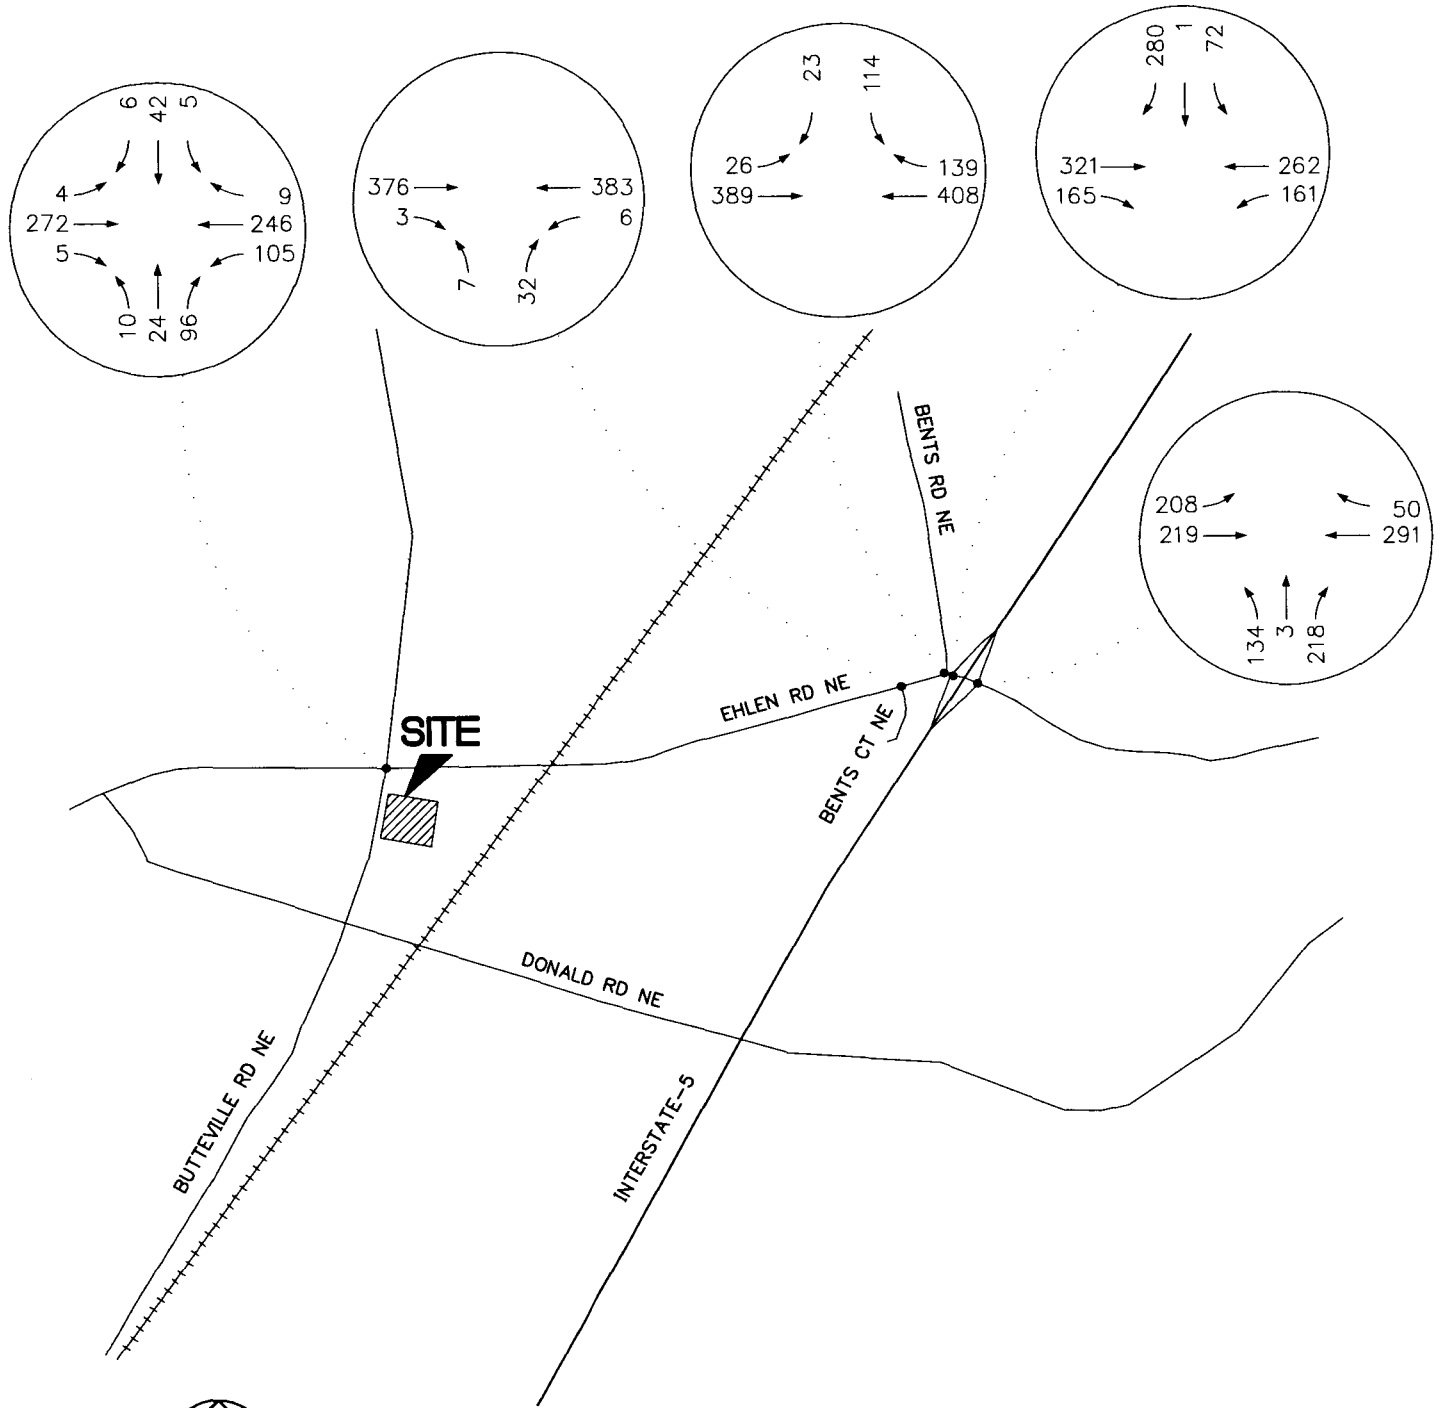 6 42 5
4
272
5
9
246
105
10 24 96
376
3
383
6
7 32
23 114
26
389
139
408
280 1 72
321
165
262
161
208
219
50
291
134 3 218
BENTS RD NE
EHLEN RD NE
BENTS CT NE
SITE
DONALD RD NE
BUTTEVILLE RD NE
INTERSTATE-5